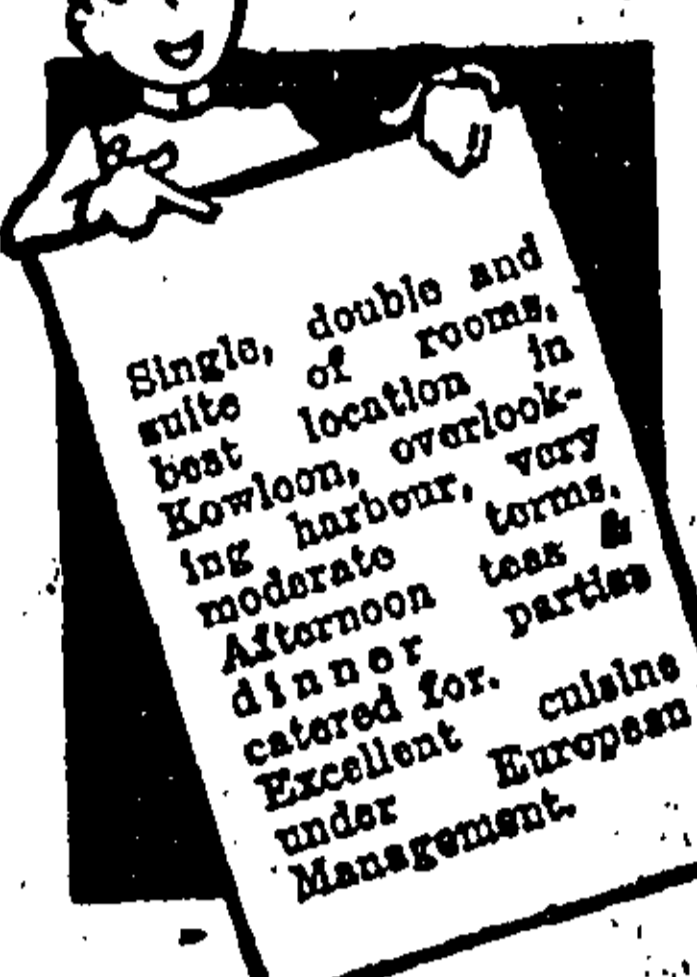 Single, double and
suite of rooms,
best location in
Kowloon, overlook-
ing harbour, very
moderate terms.
Afternoon teas &
dinner parties
catered for.
Excellent cuisine
under European
Management.